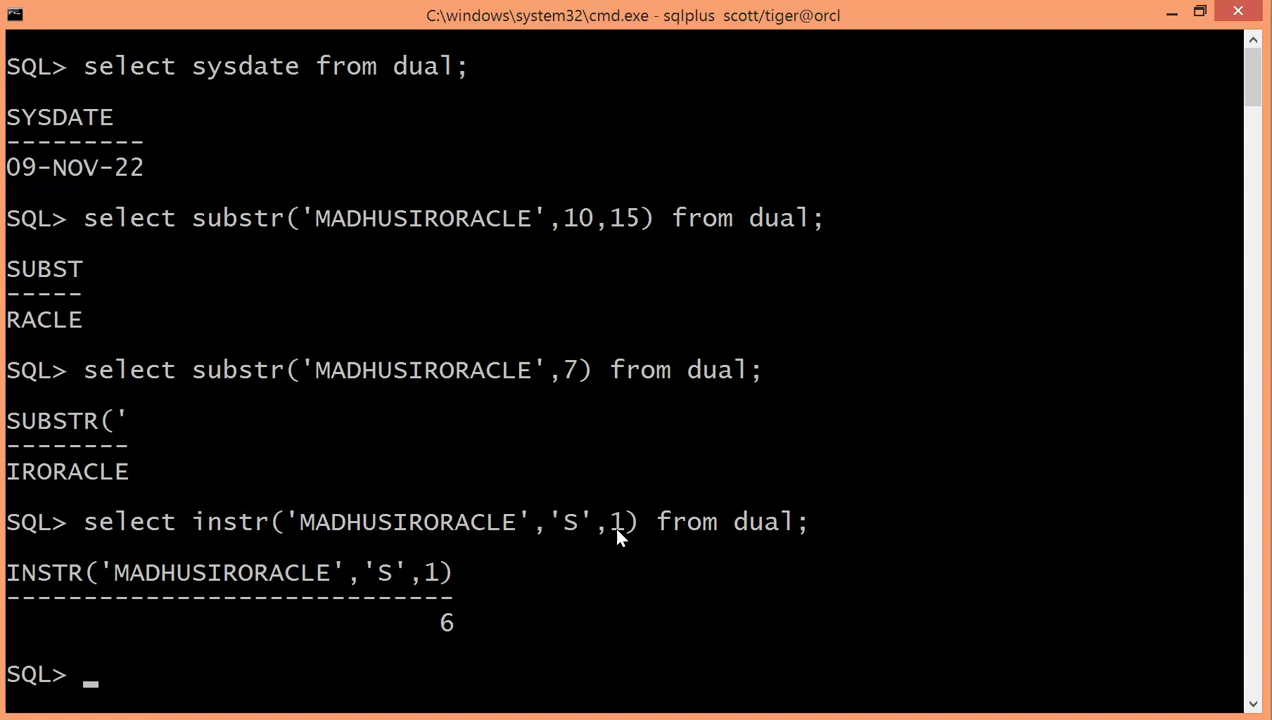 C:\windows\system32\cmd.exe - sqlplus  scott/tiger@orcl
SQL> select sysdate from dual;
SYSDATE
---------
09-NOV-22
SQL> select substr('MADHUSIRORACLE',10,15) from dual;
SUBST
-----
RACLE
SQL> select substr('MADHUSIRORACLE',7) from dual;
SUBSTR('
--------
IRORACLE
SQL> select instr('MADHUSIRORACLE','S',1) from dual;
INSTR('MADHUSIRORACLE','S',1)
-----------------------------
6
SQL> _